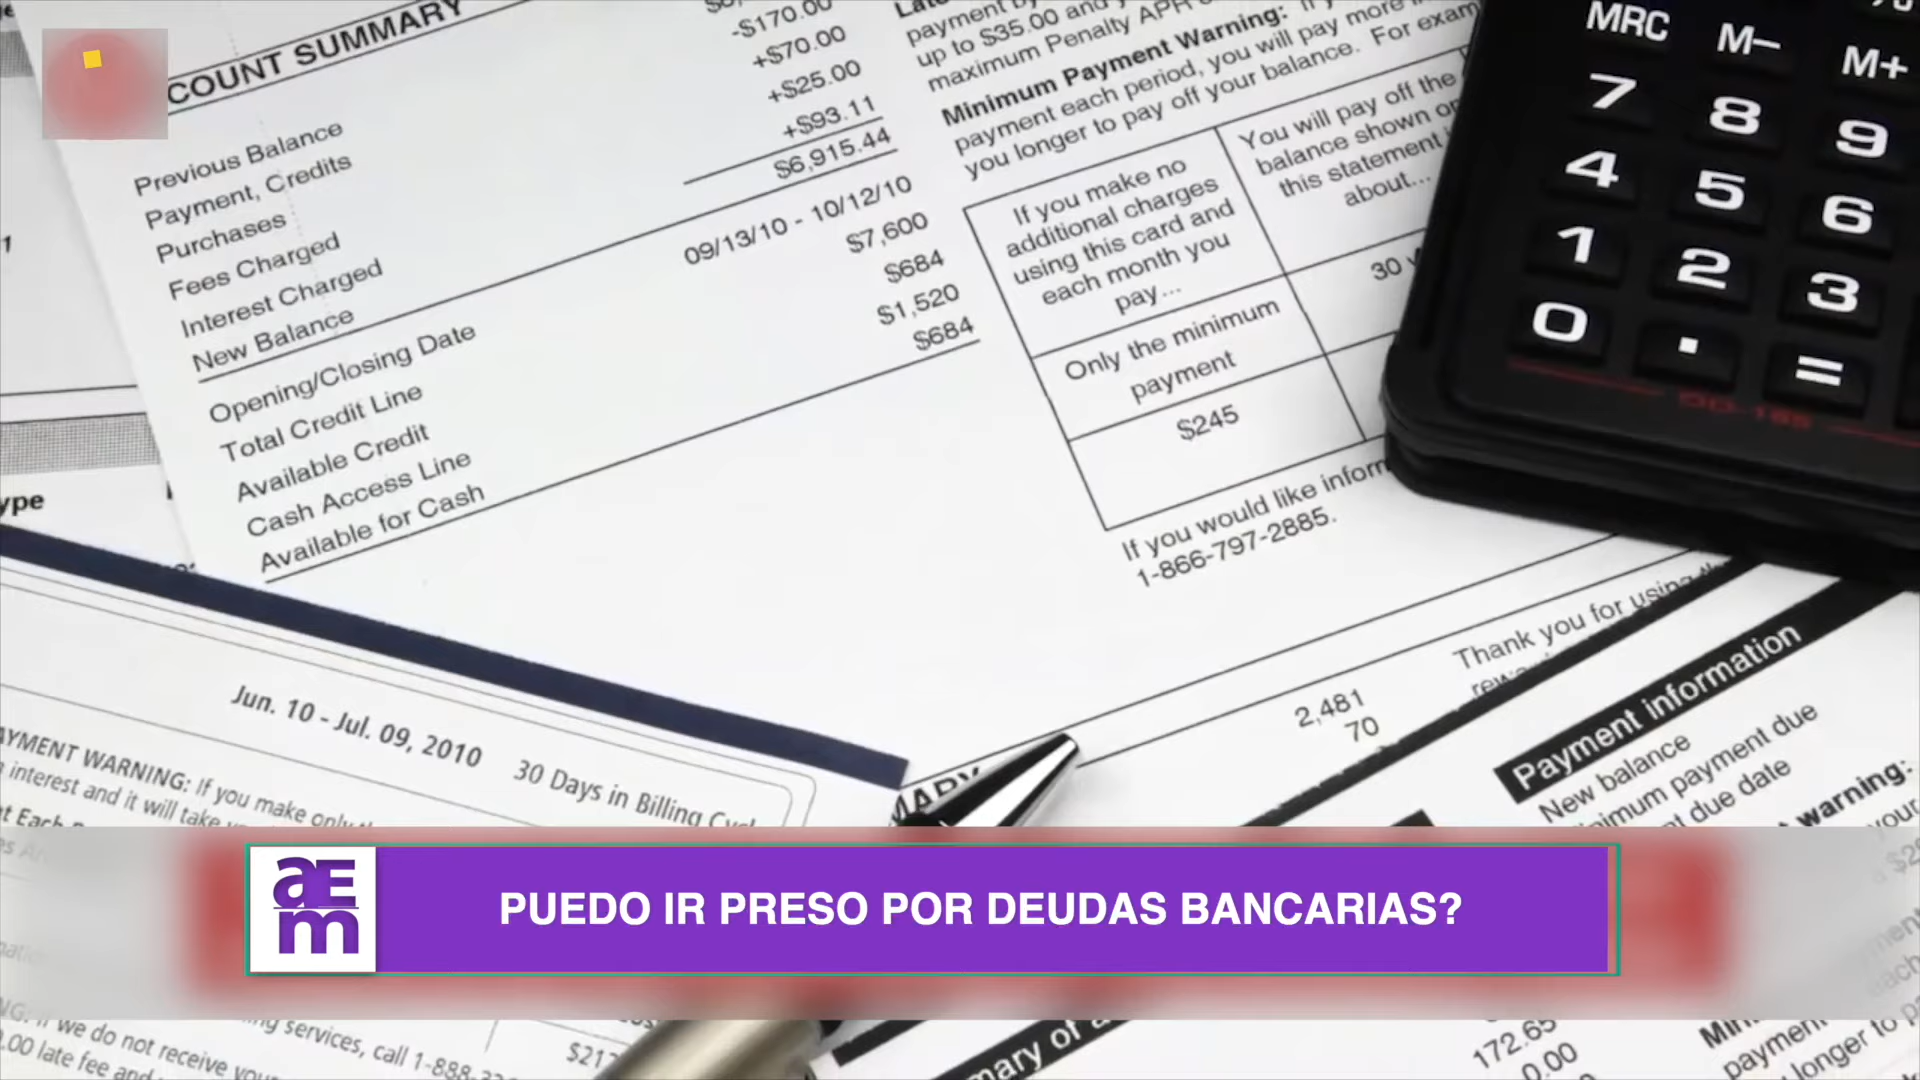 COUNT SUMMARY
Previous Balance
Payment, Credits
-$170.00
Purchases
+$70.00
Fees Charged
+$25.00
Interest Charged
+$93.11
New Balance
$6,915.44
Opening/Closing Date
09/13/10 - 10/12/10
Total Credit Line
$7,600
Available Credit
$684
Cash Access Line
$1,520
Available for Cash
$684
up to $35.00 and
maximum Penalty APR
Minimum Payment Warning:
payment each period, you will pay more
you longer to pay off your balance. For
If you make no
additional charges
using this card and
each month you
pay...
You will pay off the
balance shown
this statement
about...
Only the minimum
payment
30
$245
If you would like
1-866-797-2885.
Thank you for using
2,481
70
MRC M– M+
7 8 9
4 5 6
1 2 3
0 . =
Jun. 10 - Jul. 09, 2010
30 Days in Billing
PAYMENT WARNING: If you make only
interest and it will take
Payment information
New balance
payment due
due date
warning:
aEm
PUEDO IR PRESO POR DEUDAS BANCARIAS?
if we do not receive
services, call 1-888-
.00 late fee and
$217
172.65
0.00
payment
longer to